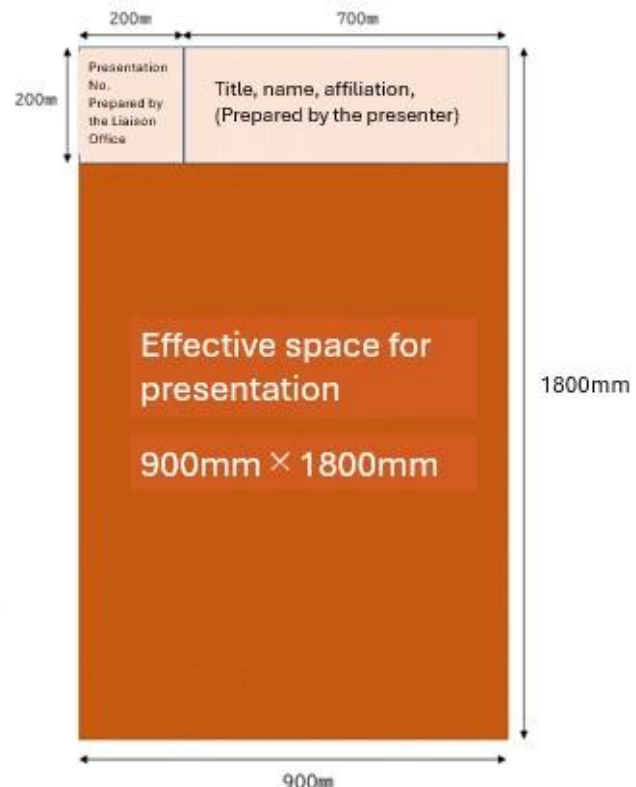 200mm
700mm
200mm
Presentation
No.
Prepared by
the Liaison
Office
Title, name, affiliation,
(Prepared by the presenter)
Effective space for
presentation
900mm × 1800mm
1800mm
900mm